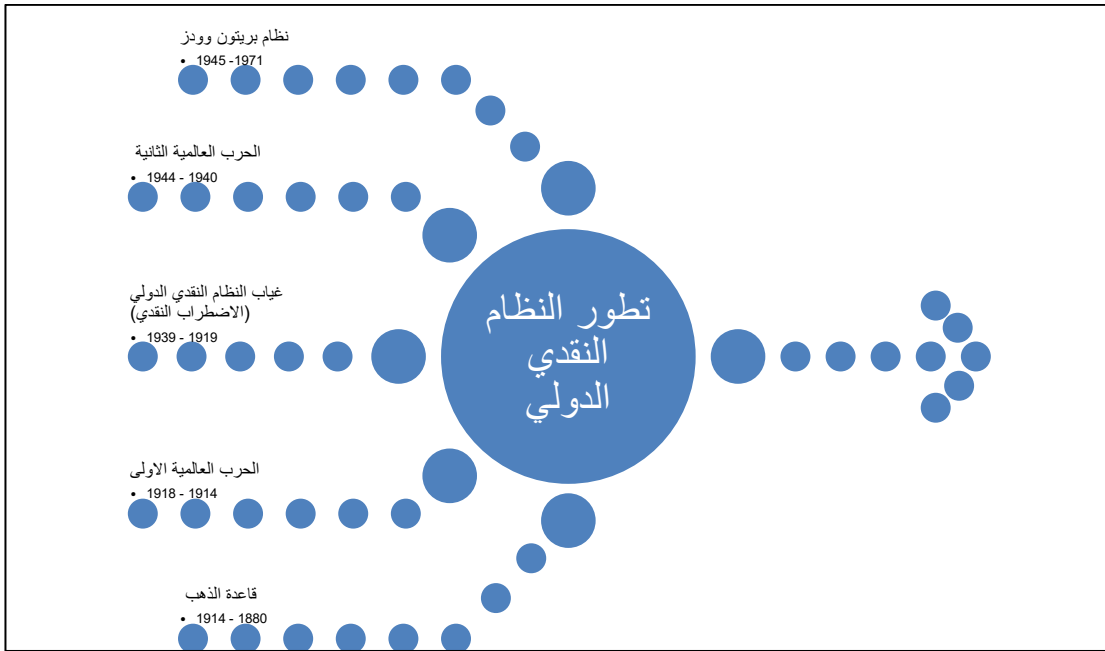 نظام بريتون وودز
• 1945 -1971
الحرب العالمية الثانية
• 1944 - 1940
غياب النظام النقدي الدولي
(الاضطراب النقدي)
• 1939 - 1919
الحرب العالمية الاولى
• 1918 - 1914
قاعدة الذهب
• 1914 - 1880
تطور النظام
النقدي
الدولي